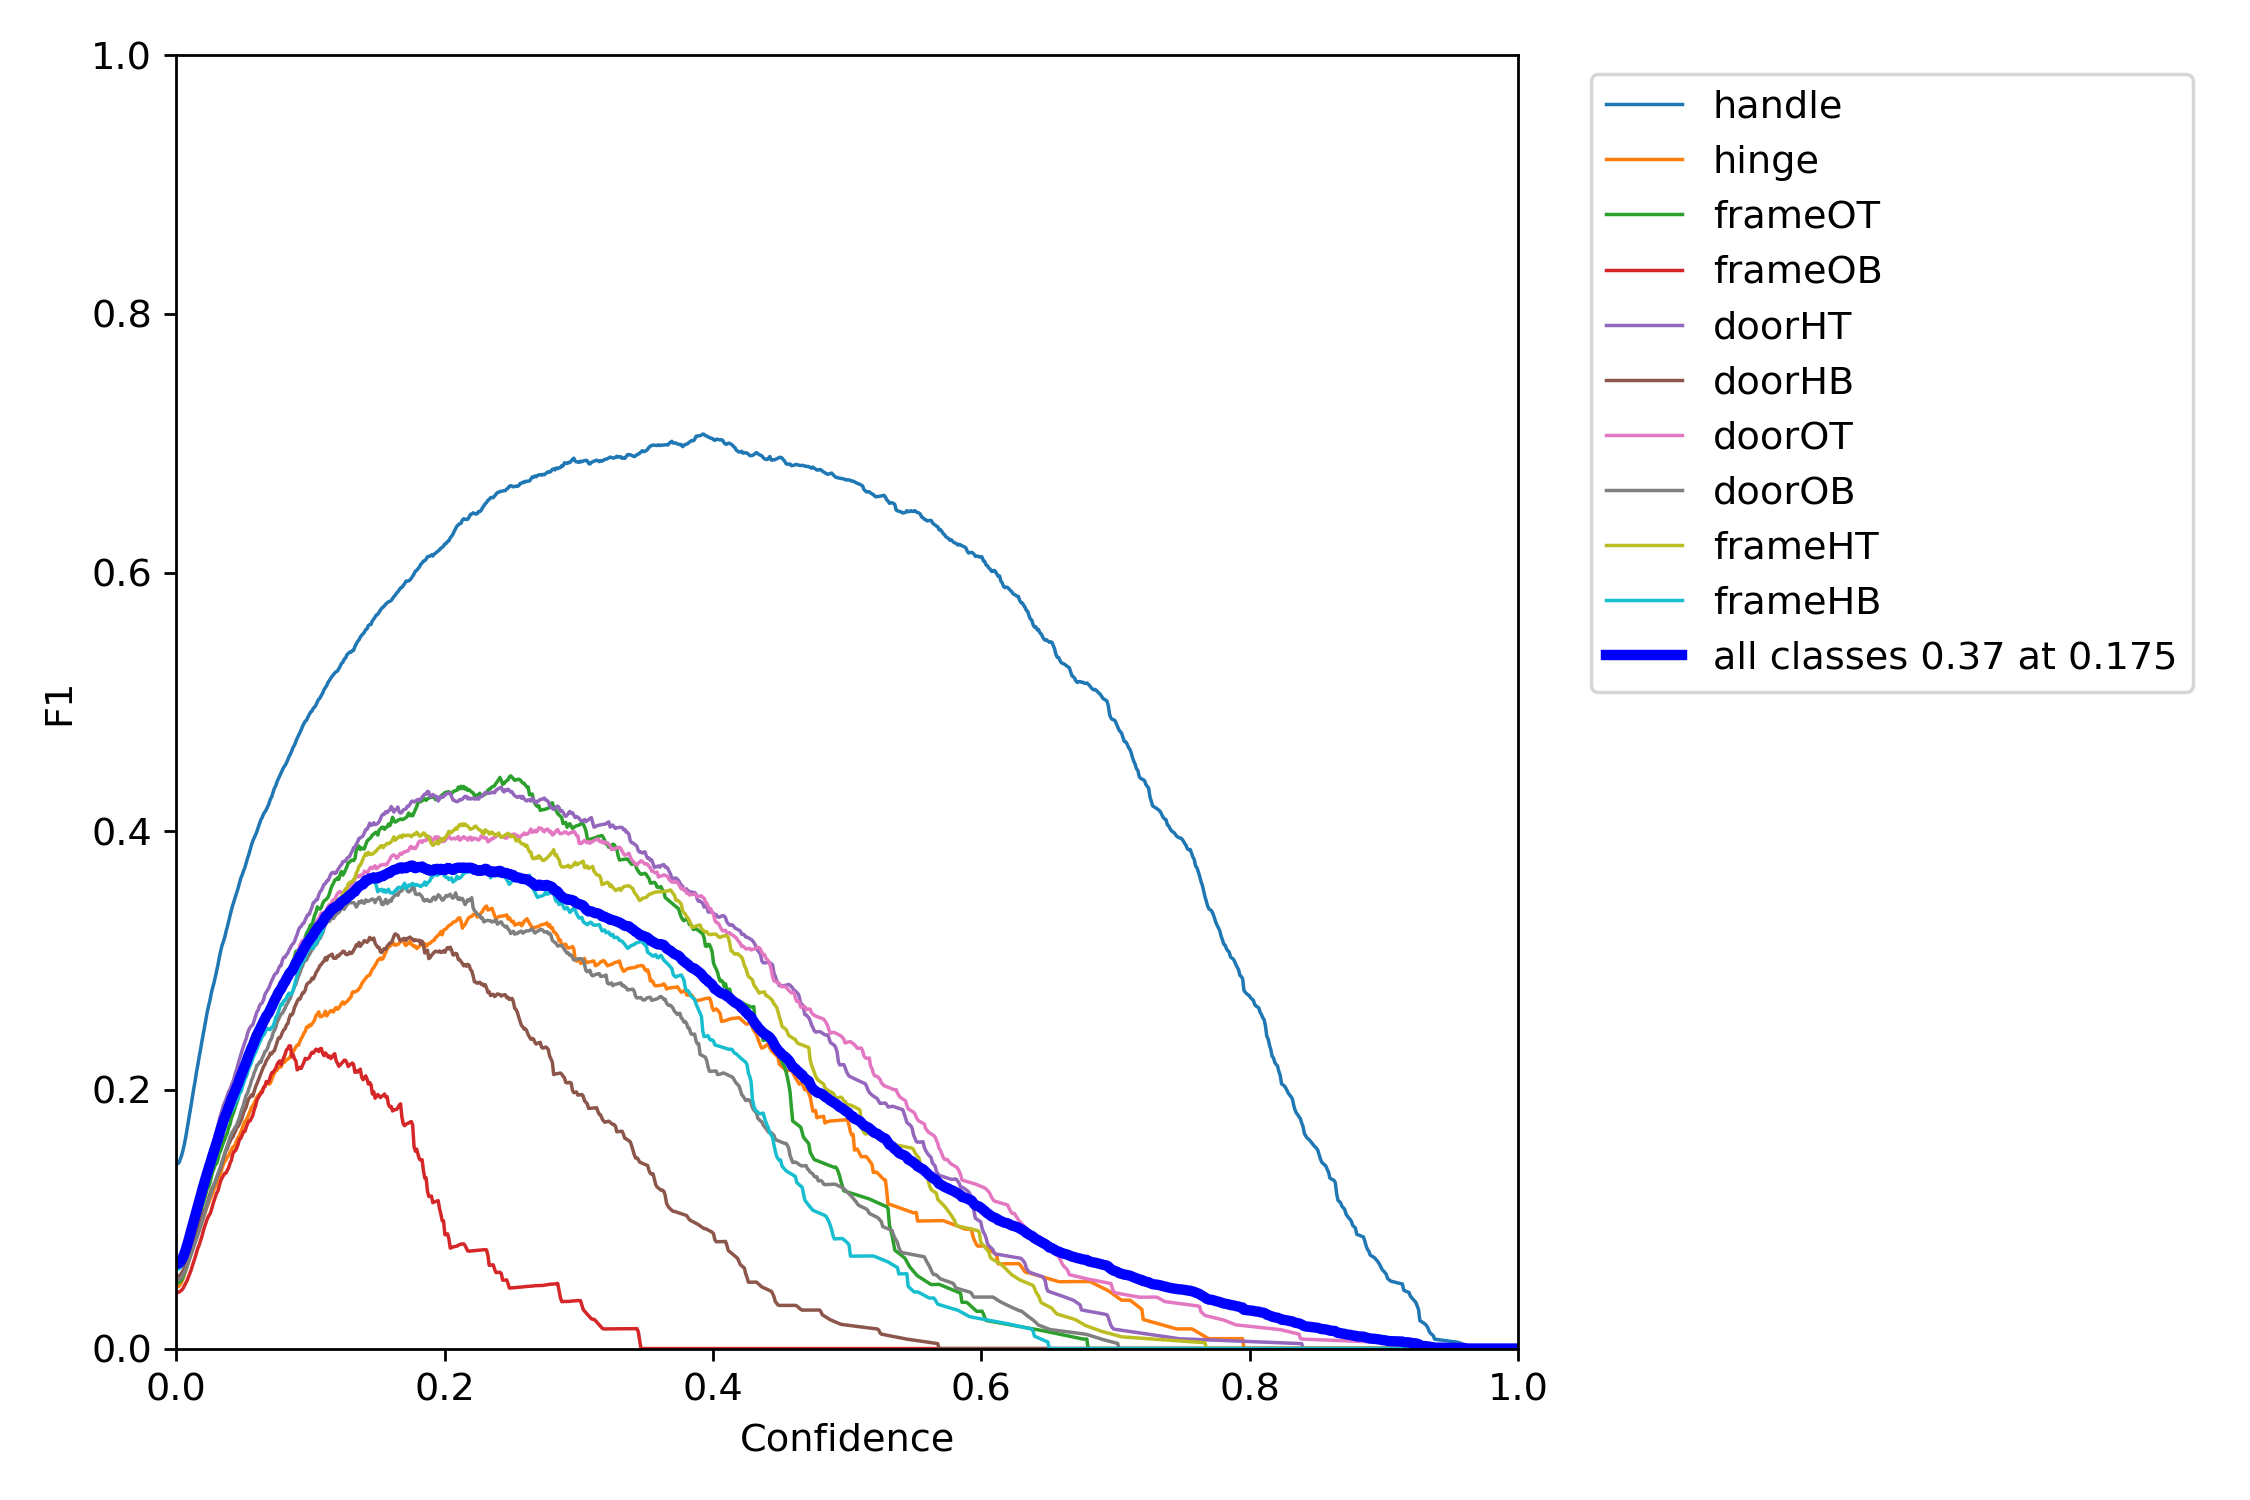 1.0
0.8
0.6
0.4
0.2
0.0
F1
0.0 0.2 0.4 0.6 0.8 1.0
Confidence
handle
hinge
frameOT
frameOB
doorHT
doorHB
doorOT
doorOB
frameHT
frameHB
all classes 0.37 at 0.175